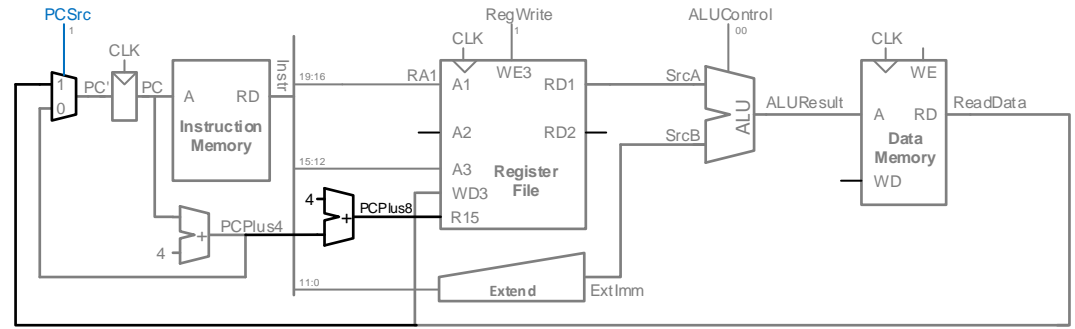 PCSrc
1
RegWrite
1
ALUControl
00
CLK
CLK
CLK
1
0
PC'
PC
A
RD
Instruction
Memory
Instr
19:16
RA1
A1
WE3
RD1
A2
RD2
15:12
A3
WD3
R15
Register
File
SrcA
SrcB
ALU
ALUResult
WE
A
RD
Data
Memory
WD
ReadData
4
+
PCPlus8
PCPlus4
4
+
11:0
Extend
ExtImm